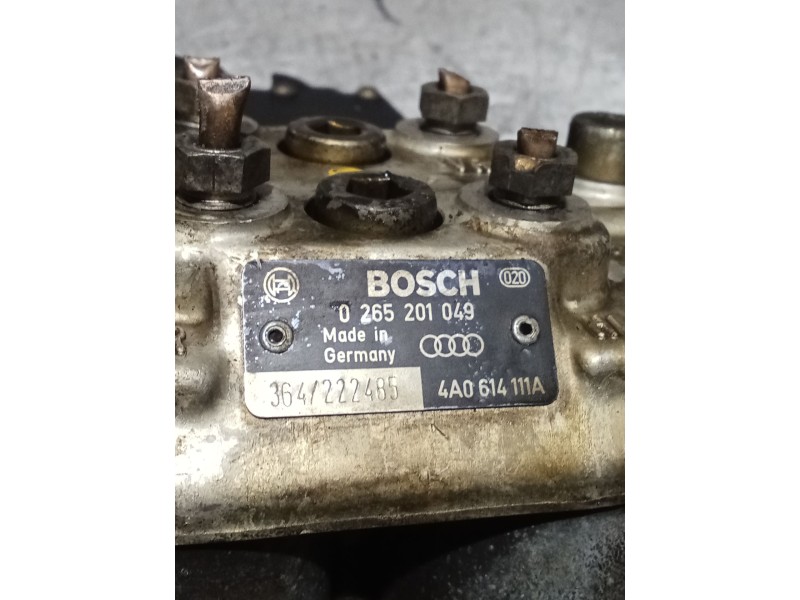 BOSCH
020
0 265 201 049
Made in
Germany
364/222485
4A0 614 111A